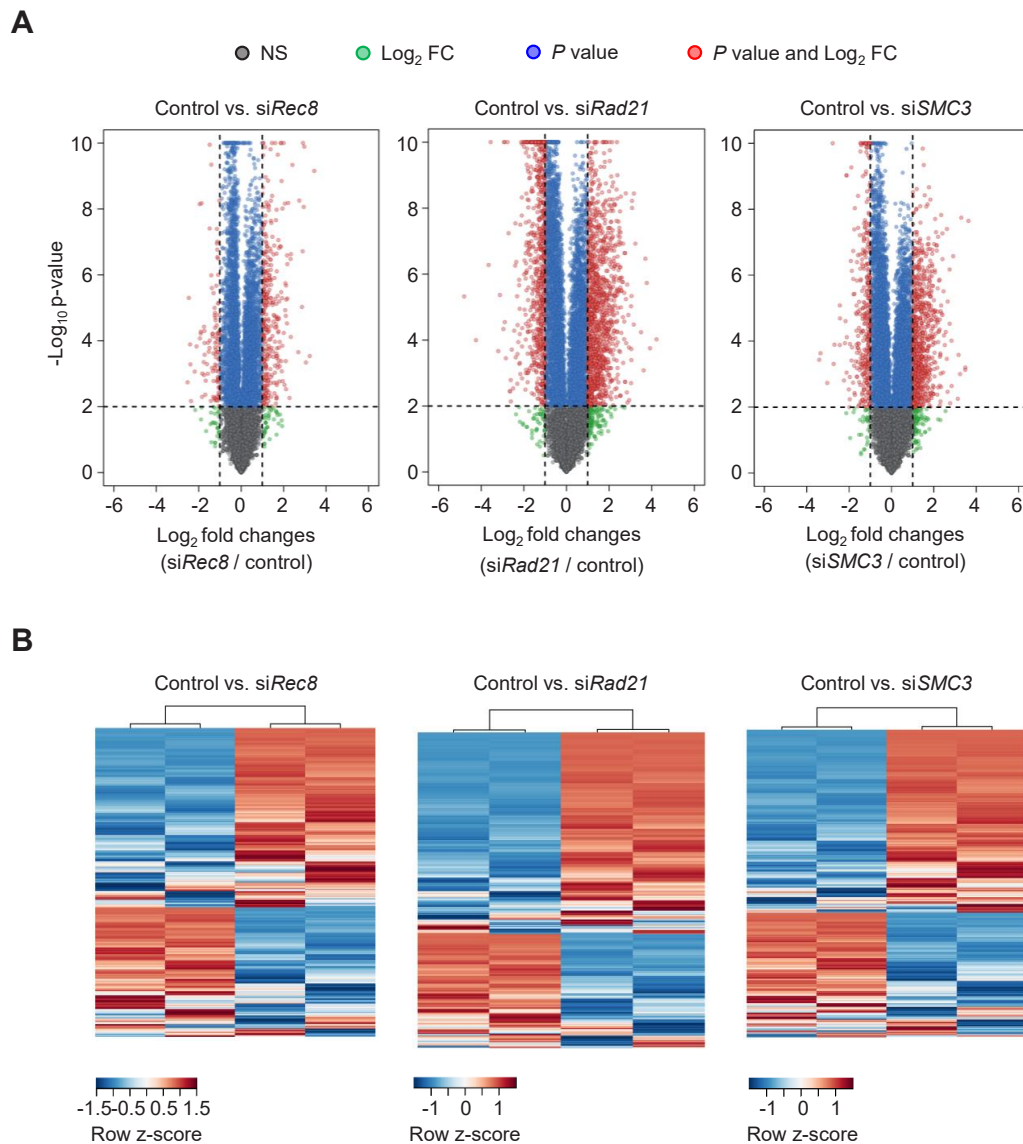 A
NS
Log₂ FC
P value
P value and Log₂ FC
Control vs. siRec8
Control vs. siRad21
Control vs. siSMC3
-Log₁₀ p-value
10
8
6
4
2
0
10
8
6
4
2
0
10
8
6
4
2
0
-6 -4 -2 0 2 4 6
-6 -4 -2 0 2 4 6
-6 -4 -2 0 2 4 6
Log₂ fold changes
(siRec8 / control)
Log₂ fold changes
(siRad21 / control)
Log₂ fold changes
(siSMC3 / control)
B
Control vs. siRec8
Control vs. siRad21
Control vs. siSMC3
-1.5 -0.5 0.5 1.5
Row z-score
-1 0 1
Row z-score
-1 0 1
Row z-score